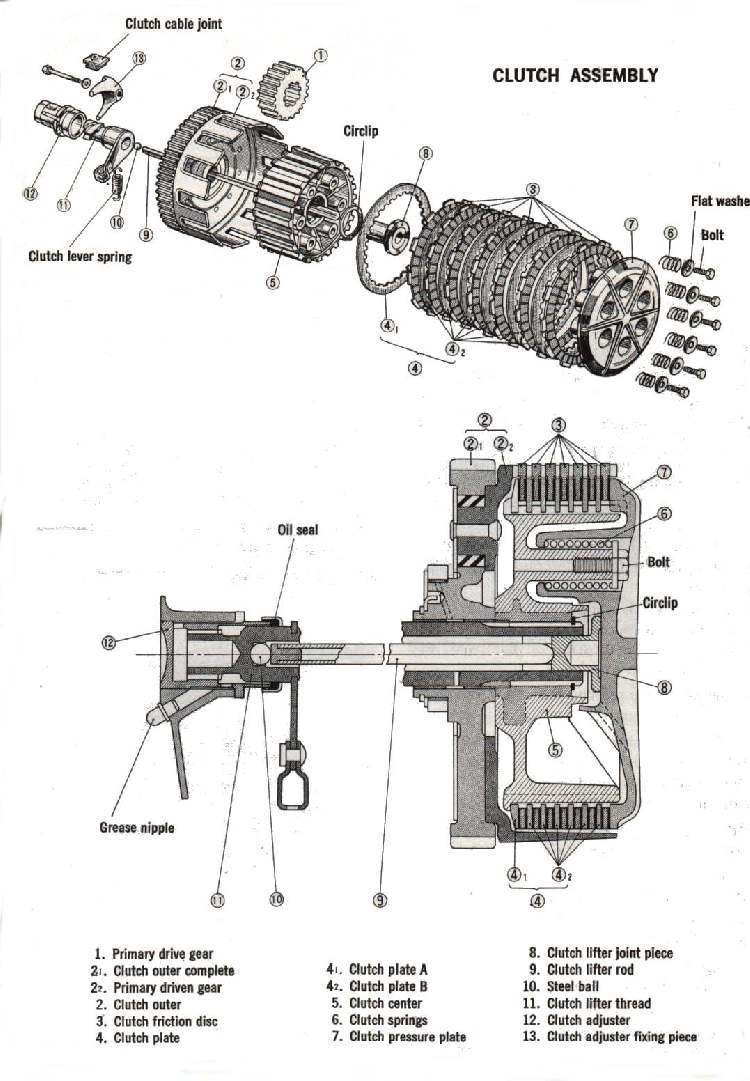 Clutch cable joint
⑬
②
①
②₁ ②₂
CLUTCH ASSEMBLY
Circlip
⑧
③
⑦
Flat washe
⑥
Bolt
⑫
⑪
⑩
⑨
Clutch lever spring
⑤
④₁
④₂
④
②
②₁ ②₂
③
⑦
⑥
Oil seal
Bolt
Circlip
⑫
⑧
⑤
Grease nipple
④₁ ④₂
⑪
⑩
⑨
④
1. Primary drive gear
2₁. Clutch outer complete
2₂. Primary driven gear
2. Clutch outer
3. Clutch friction disc
4. Clutch plate
4₁. Clutch plate A
4₂. Clutch plate B
5. Clutch center
6. Clutch springs
7. Clutch pressure plate
8. Clutch lifter joint piece
9. Clutch lifter rod
10. Steel ball
11. Clutch lifter thread
12. Clutch adjuster
13. Clutch adjuster fixing piece